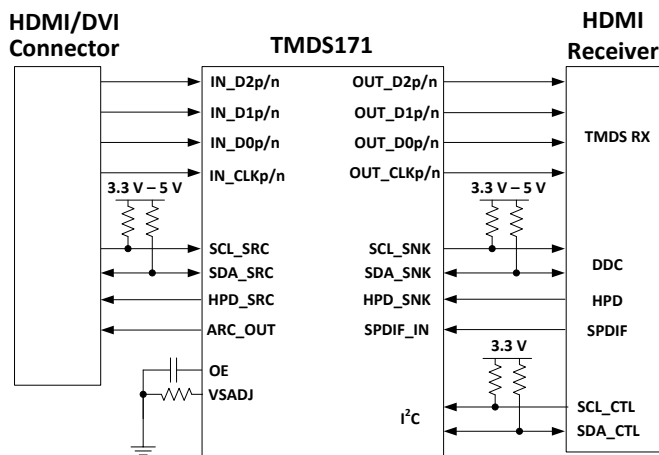 HDMI/DVI
Connector
TMDS171
HDMI
Receiver
IN_D2p/n
IN_D1p/n
IN_D0p/n
IN_CLKp/n
3.3 V – 5 V
SCL_SRC
SDA_SRC
HPD_SRC
ARC_OUT
OE
VSADJ
OUT_D2p/n
OUT_D1p/n
OUT_D0p/n
OUT_CLKp/n
3.3 V – 5 V
SCL_SNK
SDA_SNK
HPD_SNK
SPDIF_IN
3.3 V
I²C
TMDS RX
DDC
HPD
SPDIF
SCL_CTL
SDA_CTL